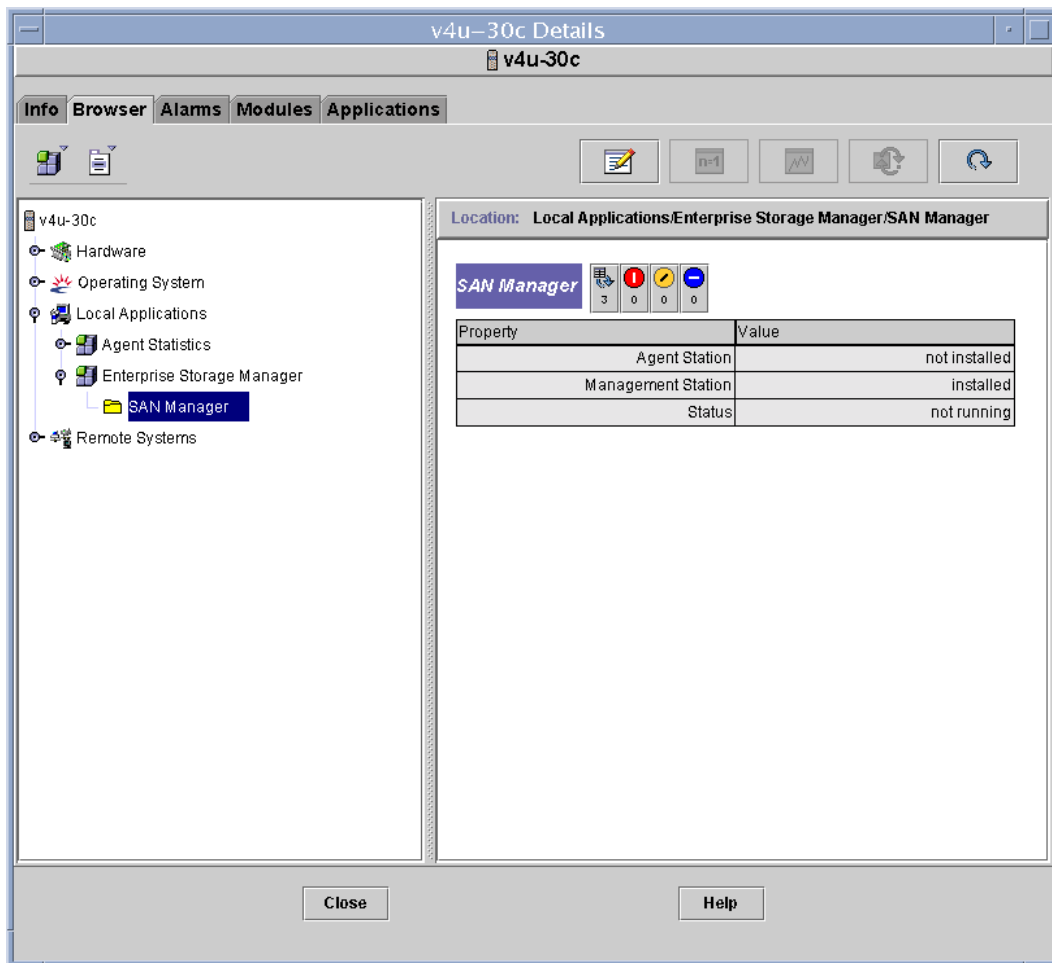 v4u-30c Details
v4u-30c
Info Browser Alarms Modules Applications
n=1
v4u-30c
Hardware
Operating System
Local Applications
Agent Statistics
Enterprise Storage Manager
SAN Manager
Remote Systems
Location: Local Applications/Enterprise Storage Manager/SAN Manager
SAN Manager
3 0 0 0
Property Value
Agent Station not installed
Management Station installed
Status not running
Close Help